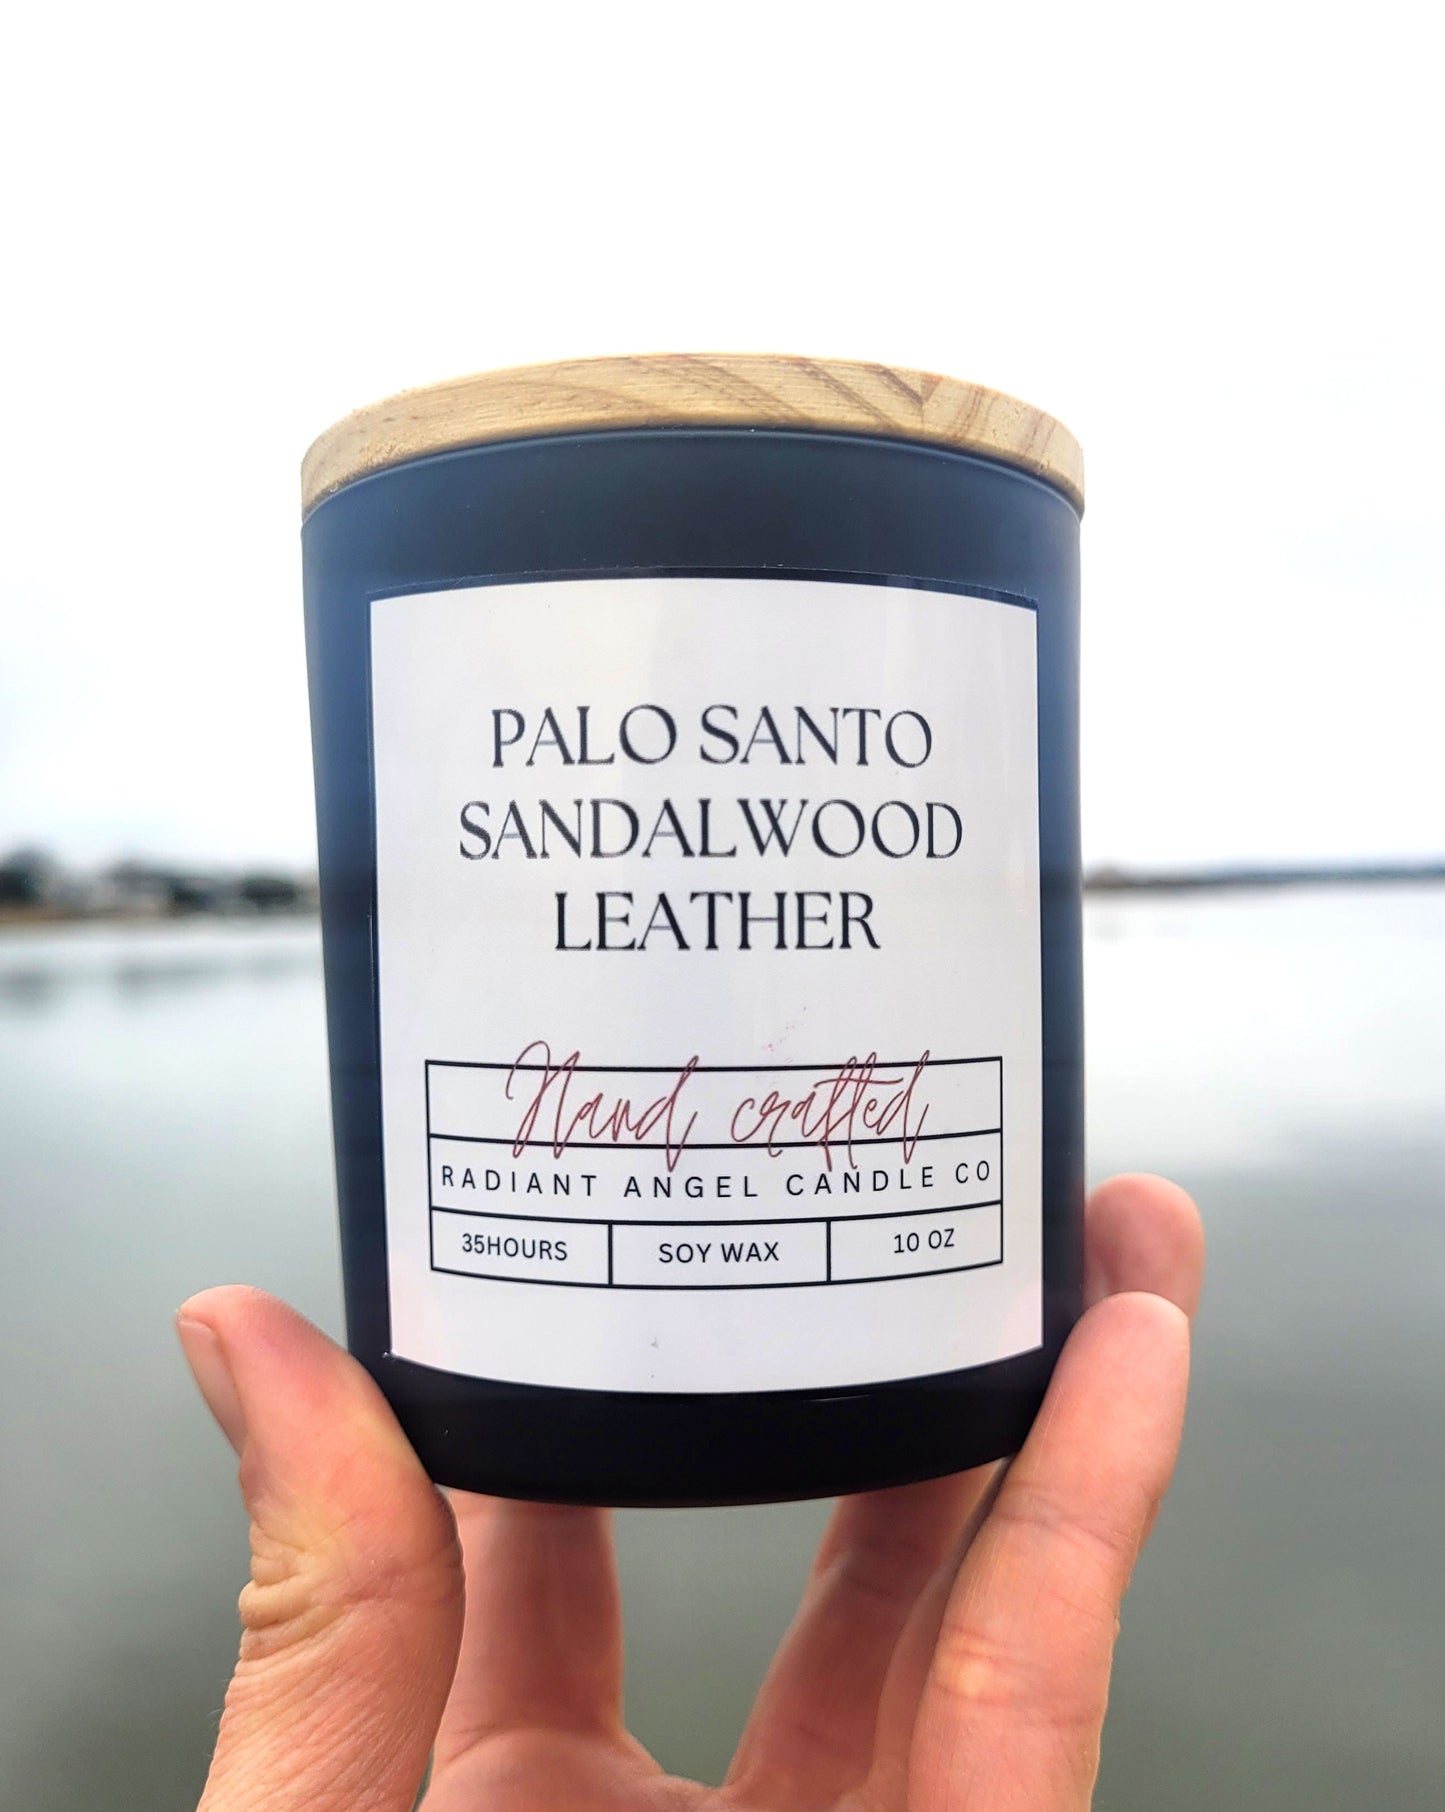 PALO SANTO
SANDALWOOD
LEATHER
Hand crafted
RADIANT ANGEL CANDLE CO
35HOURS SOY WAX 10 OZ